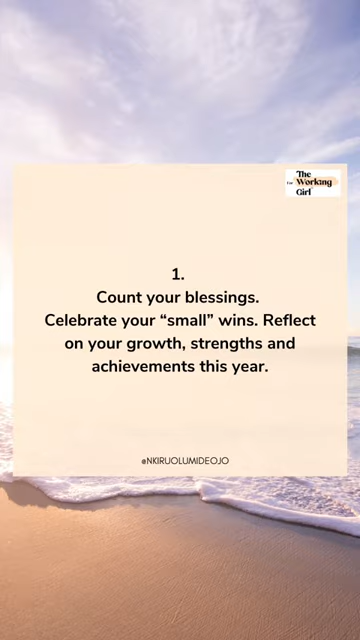 The
For Working
Girl
1.
Count your blessings.
Celebrate your “small” wins. Reflect
on your growth, strengths and
achievements this year.
@NKIRUOLUMIDEOJO